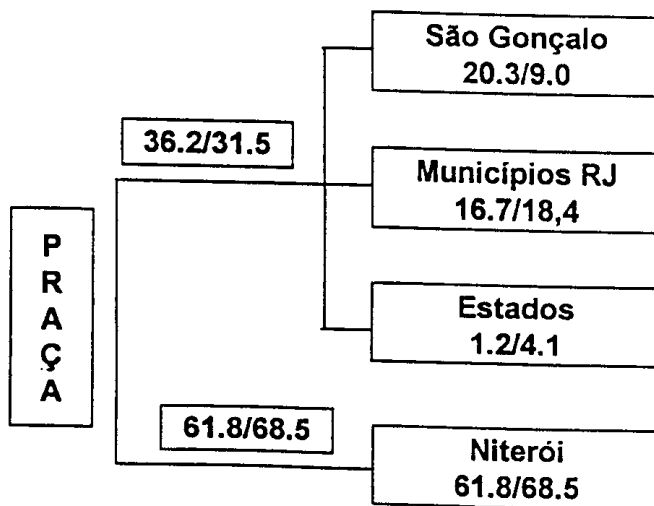 São Gonçalo
20.3/9.0
36.2/31.5
Municípios RJ
16.7/18,4
P
R
A
Ç
A
Estados
1.2/4.1
61.8/68.5
Niterói
61.8/68.5